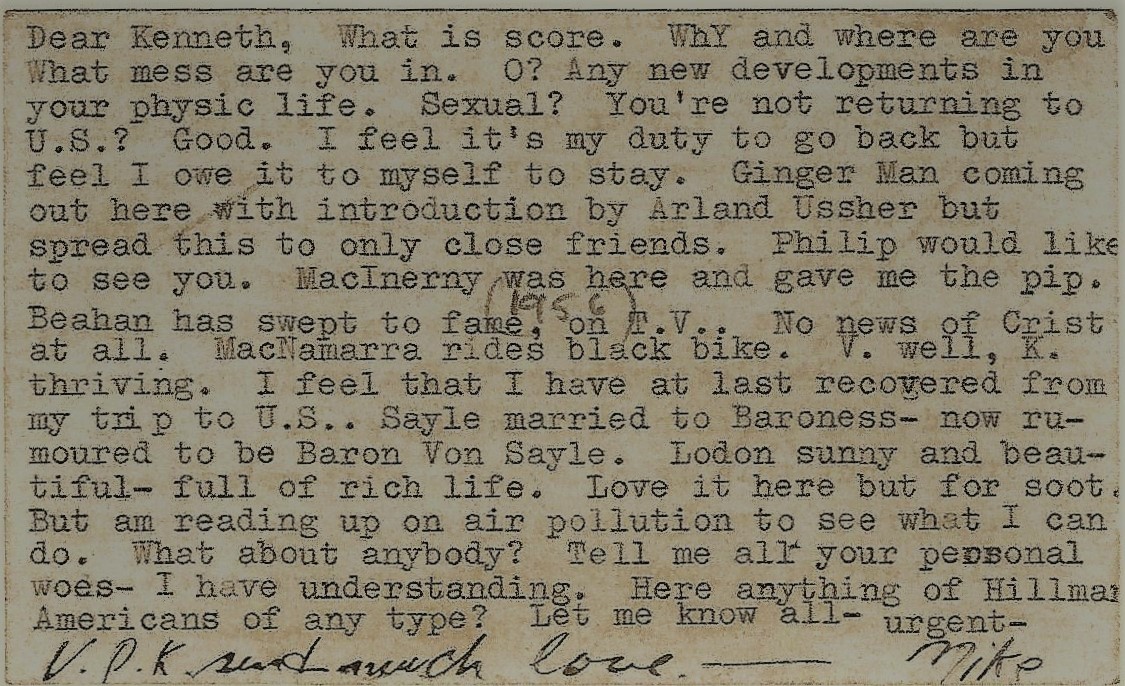 Dear Kenneth,  What is score.  WhY and where are you
What mess are you in.  O? Any new developments in
your physic life.  Sexual?  You're not returning to
U.S.?  Good.  I feel it's my duty to go back but
feel I owe it to myself to stay.  Ginger Man coming
out here with introduction by Arland Ussher but
spread this to only close friends.  Philip would like
to see you.  MacInerny was here and gave me the pip.
(1956)
Beahan has swept to fame, on T.V..  No news of Crist
at all.  MacNamarra rides black bike.  V. well, K.
thriving.  I feel that I have at last recovered from
my trip to U.S.. Sayle married to Baroness- now ru-
moured to be Baron Von Sayle.  Lodon sunny and beau-
tiful- full of rich life.  Love it here but for soot.
But am reading up on air pollution to see what I can
do.  What about anybody?  Tell me all your personal
woes- I have understanding.  Here anything of Hillman
Americans of any type?  Let me know all- urgent-
V. P. K send much love. — Mike